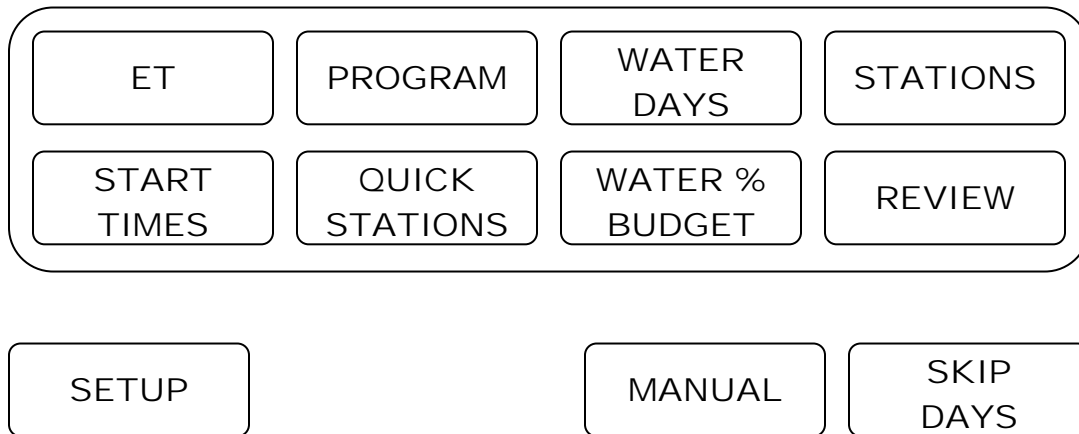 ET
PROGRAM
WATER
DAYS
STATIONS
START
TIMES
QUICK
STATIONS
WATER %
BUDGET
REVIEW
SETUP
MANUAL
SKIP
DAYS